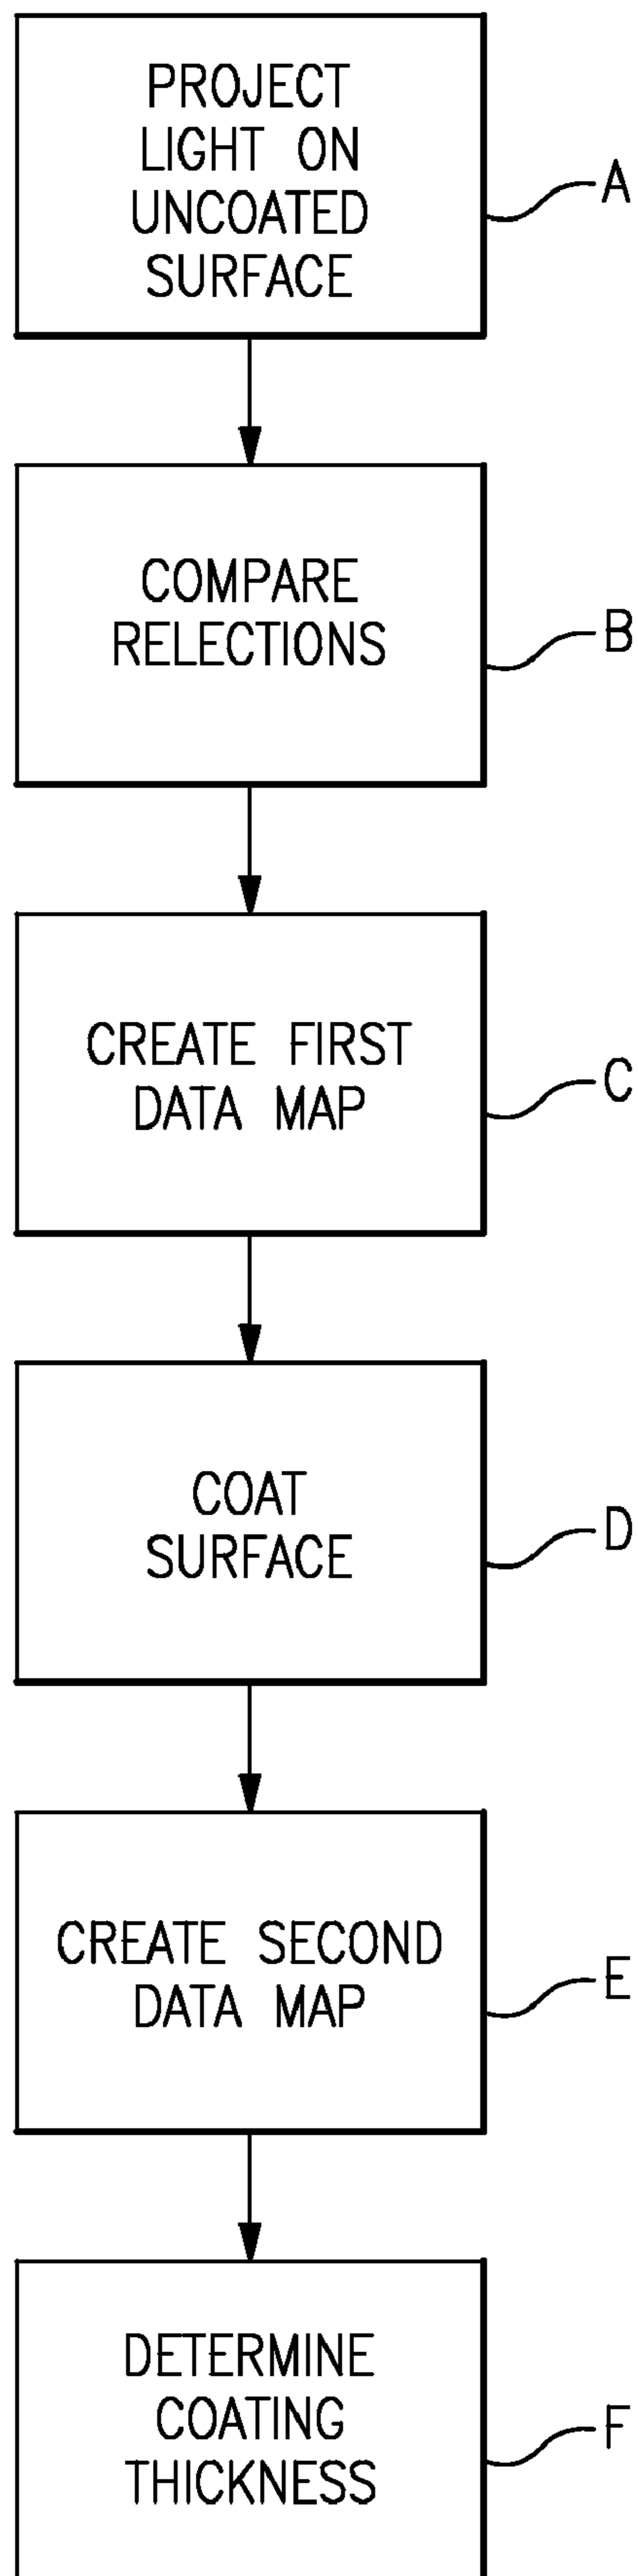 PROJECT
LIGHT ON
UNCOATED
SURFACE
A
COMPARE
RELECTIONS
B
CREATE FIRST
DATA MAP
C
COAT
SURFACE
D
CREATE SECOND
DATA MAP
E
DETERMINE
COATING
THICKNESS
F